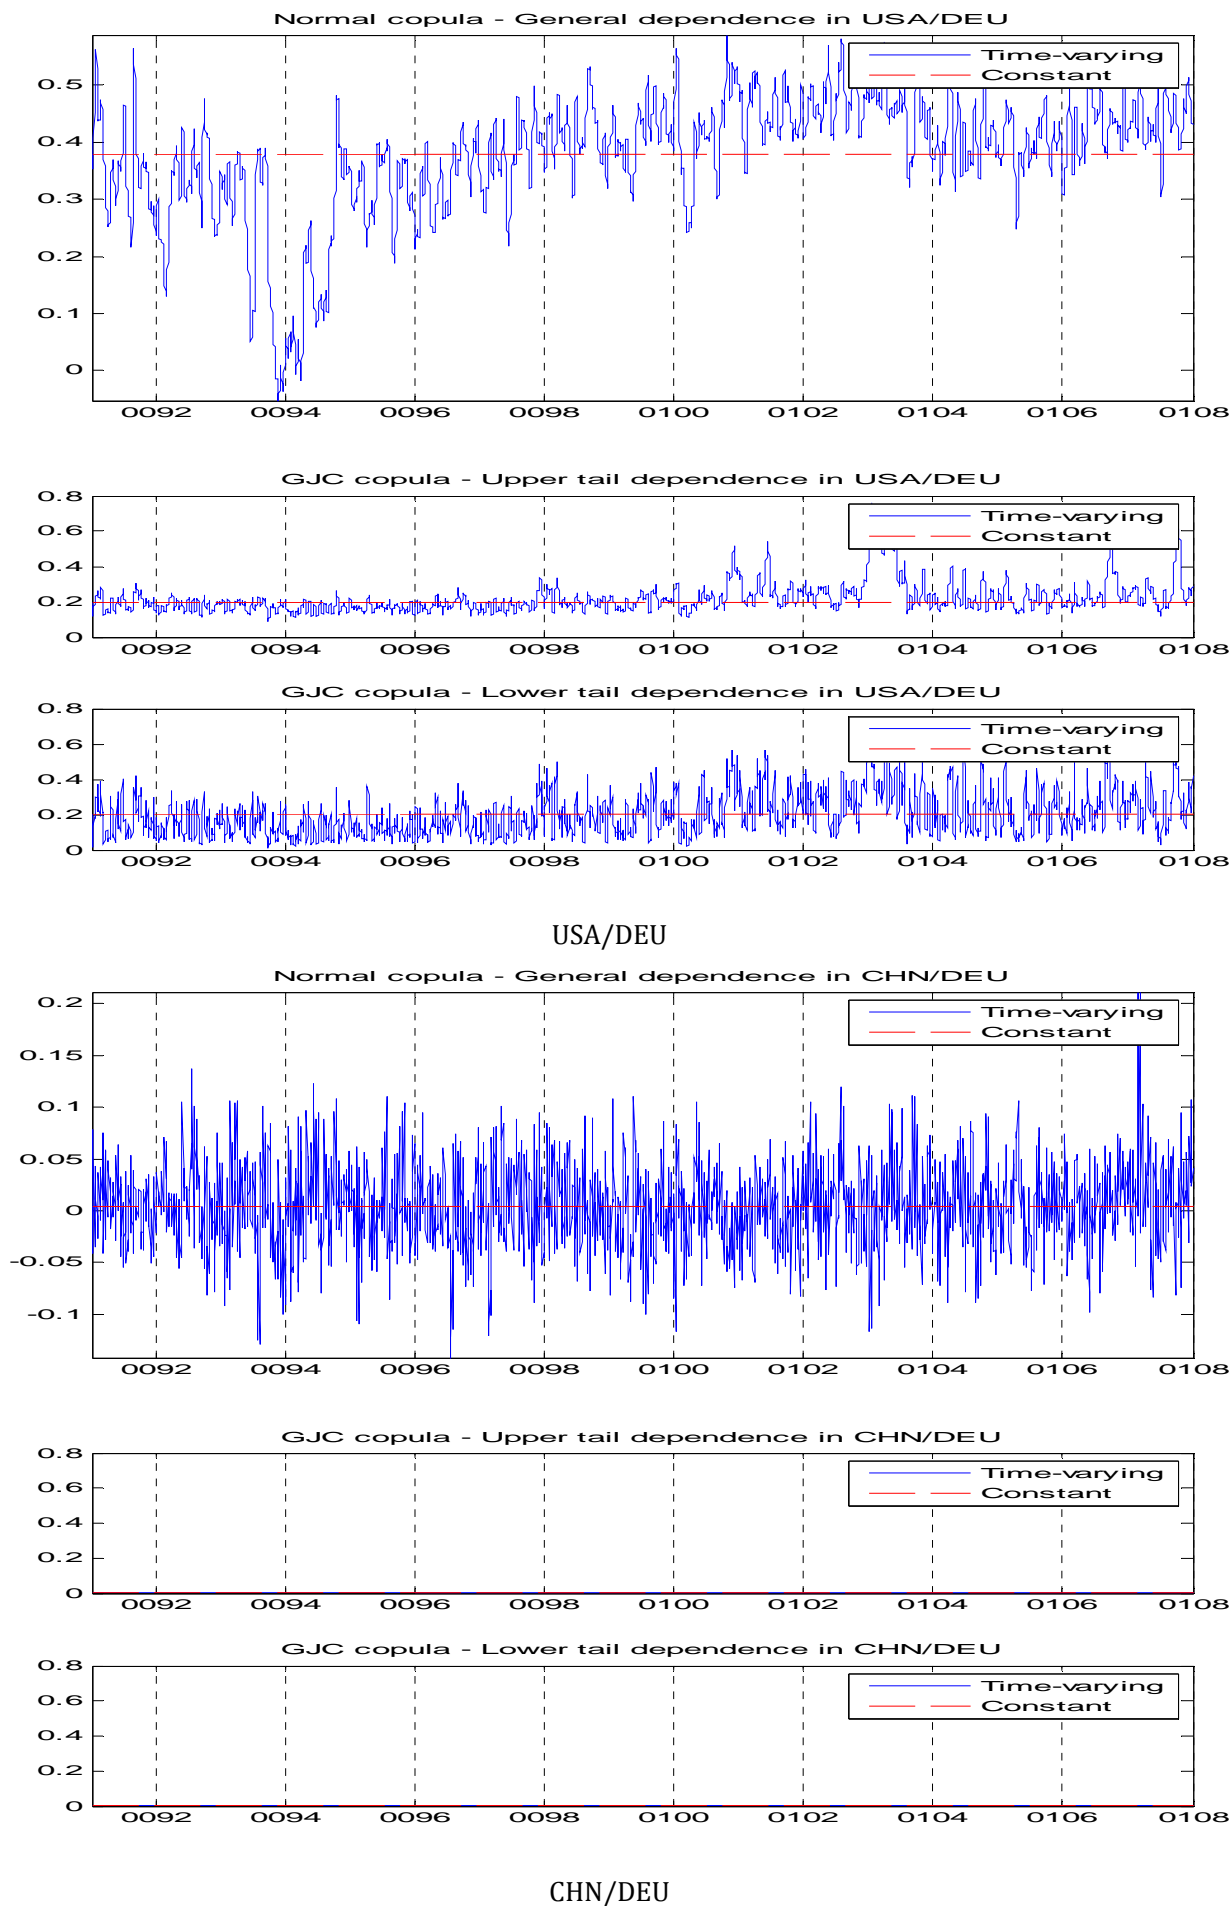 Normal copula - General dependence in USA/DEU
Time-varying
Constant
0.5
0.4
0.3
0.2
0.1
0
0092 0094 0096 0098 0100 0102 0104 0106 0108
GJC copula - Upper tail dependence in USA/DEU
Time-varying
Constant
0.8
0.6
0.4
0.2
0
0092 0094 0096 0098 0100 0102 0104 0106 0108
GJC copula - Lower tail dependence in USA/DEU
Time-varying
Constant
0.8
0.6
0.4
0.2
0
0092 0094 0096 0098 0100 0102 0104 0106 0108
USA/DEU
Normal copula - General dependence in CHN/DEU
Time-varying
Constant
0.2
0.15
0.1
0.05
0
-0.05
-0.1
0092 0094 0096 0098 0100 0102 0104 0106 0108
GJC copula - Upper tail dependence in CHN/DEU
Time-varying
Constant
0.8
0.6
0.4
0.2
0
0092 0094 0096 0098 0100 0102 0104 0106 0108
GJC copula - Lower tail dependence in CHN/DEU
Time-varying
Constant
0.8
0.6
0.4
0.2
0
0092 0094 0096 0098 0100 0102 0104 0106 0108
CHN/DEU